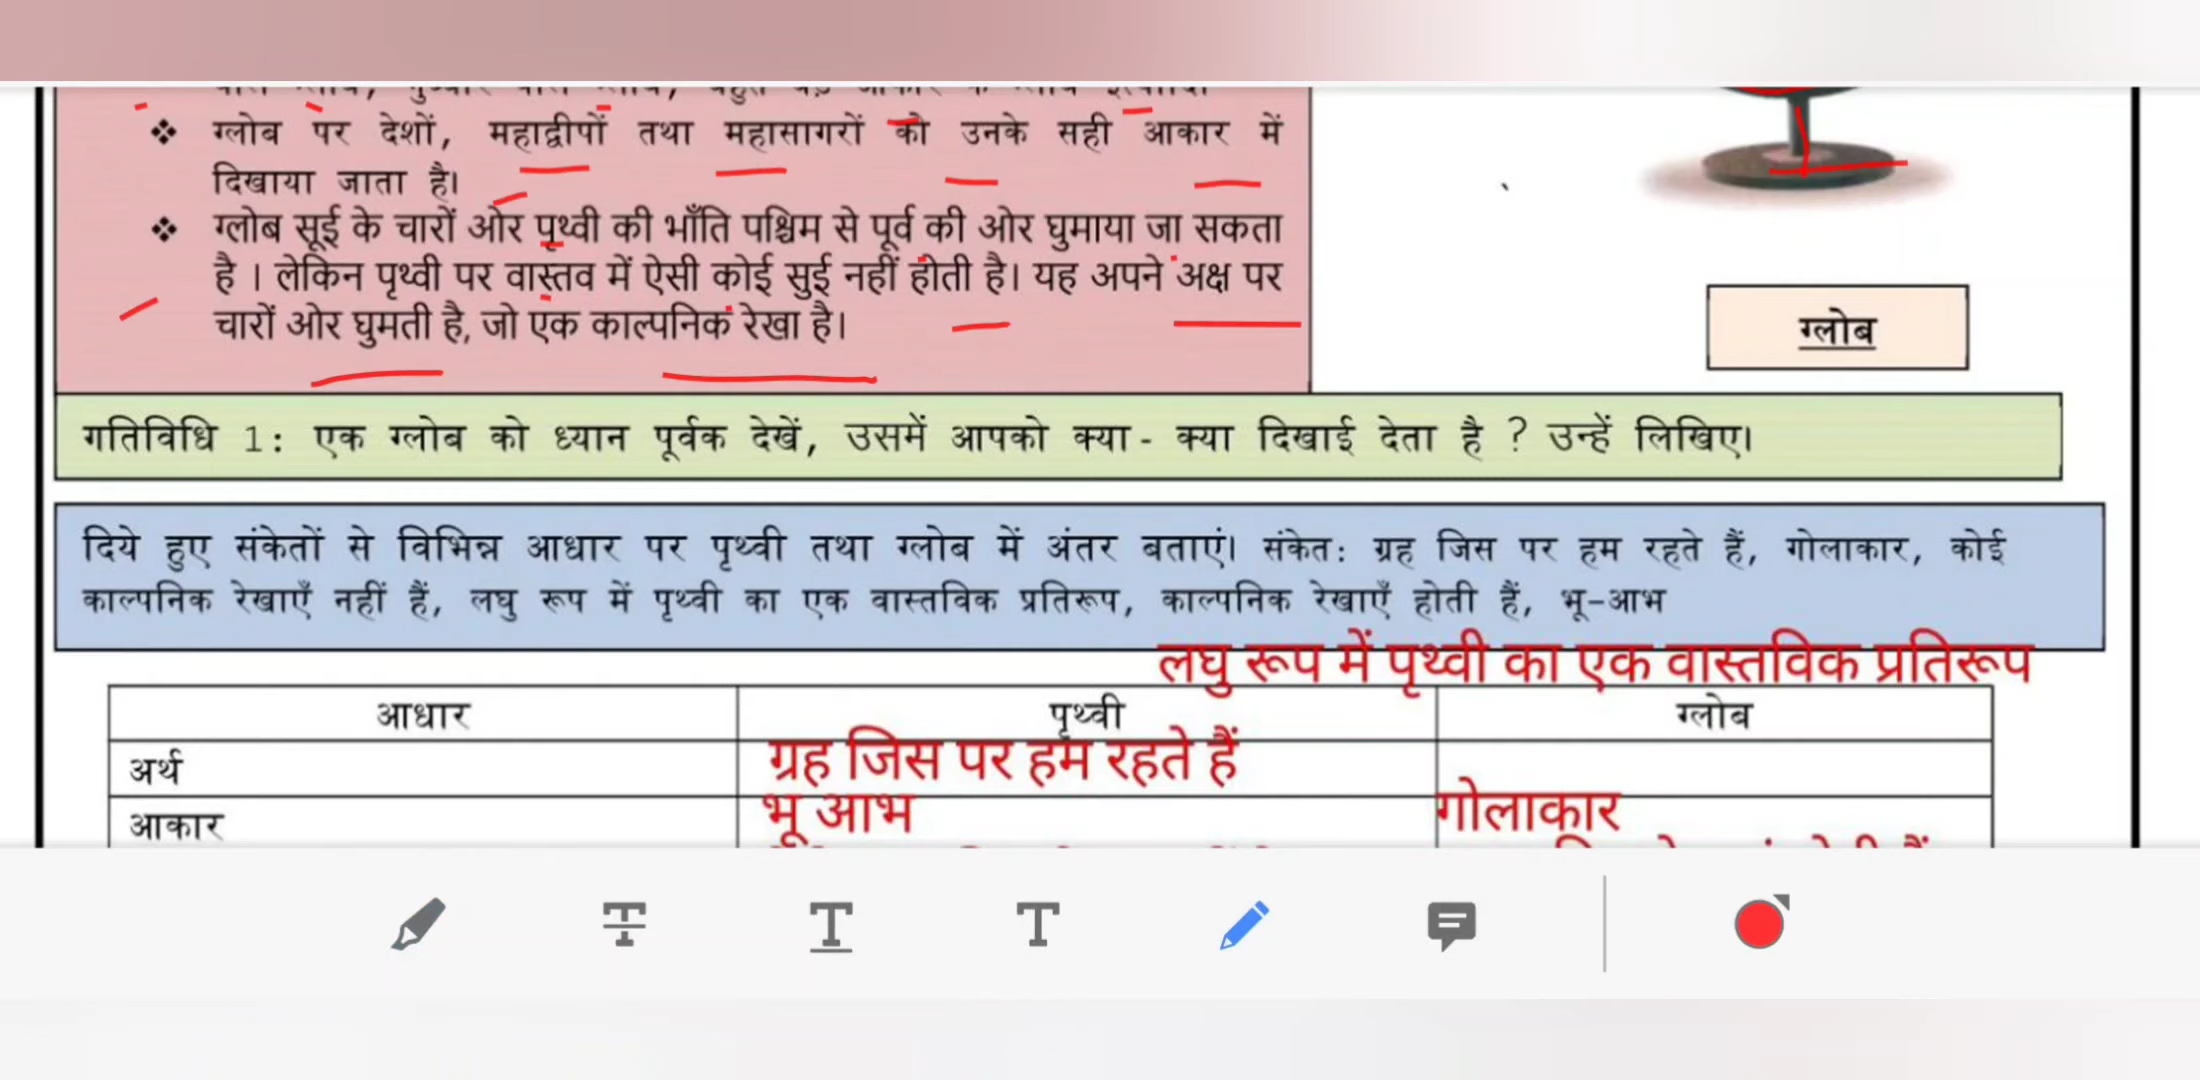 ग्लोब पर देशों, महाद्वीपों तथा महासागरों को उनके सही आकार में
दिखाया जाता है।
ग्लोब सूई के चारों ओर पृथ्वी की भाँति पश्चिम से पूर्व की ओर घुमाया जा सकता
है । लेकिन पृथ्वी पर वास्तव में ऐसी कोई सुई नहीं होती है। यह अपने अक्ष पर
चारों ओर घुमती है, जो एक काल्पनिक रेखा है।
ग्लोब
गतिविधि 1: एक ग्लोब को ध्यान पूर्वक देखें, उसमें आपको क्या - क्या दिखाई देता है ? उन्हें लिखिए।
दिये हुए संकेतों से विभिन्न आधार पर पृथ्वी तथा ग्लोब में अंतर बताएं। संकेत: ग्रह जिस पर हम रहते हैं, गोलाकार, कोई
काल्पनिक रेखाएँ नहीं हैं, लघु रूप में पृथ्वी का एक वास्तविक प्रतिरूप, काल्पनिक रेखाएँ होती हैं, भू-आभ
लघु रूप में पृथ्वी का एक वास्तविक प्रतिरूप
आधार पृथ्वी ग्लोब
अर्थ ग्रह जिस पर हम रहते हैं
आकार भू आभ गोलाकार